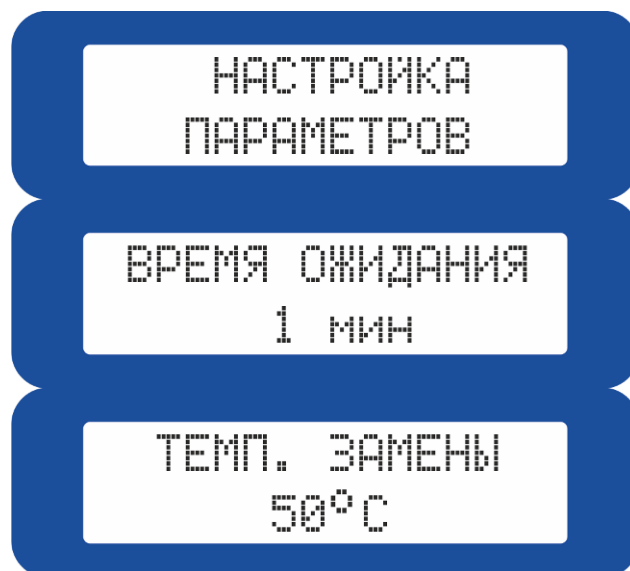 НАСТРОЙКА
ПАРАМЕТРОВ
ВРЕМЯ ОЖИДАНИЯ
1 мин
ТЕМП. ЗАМЕНЫ
50°C